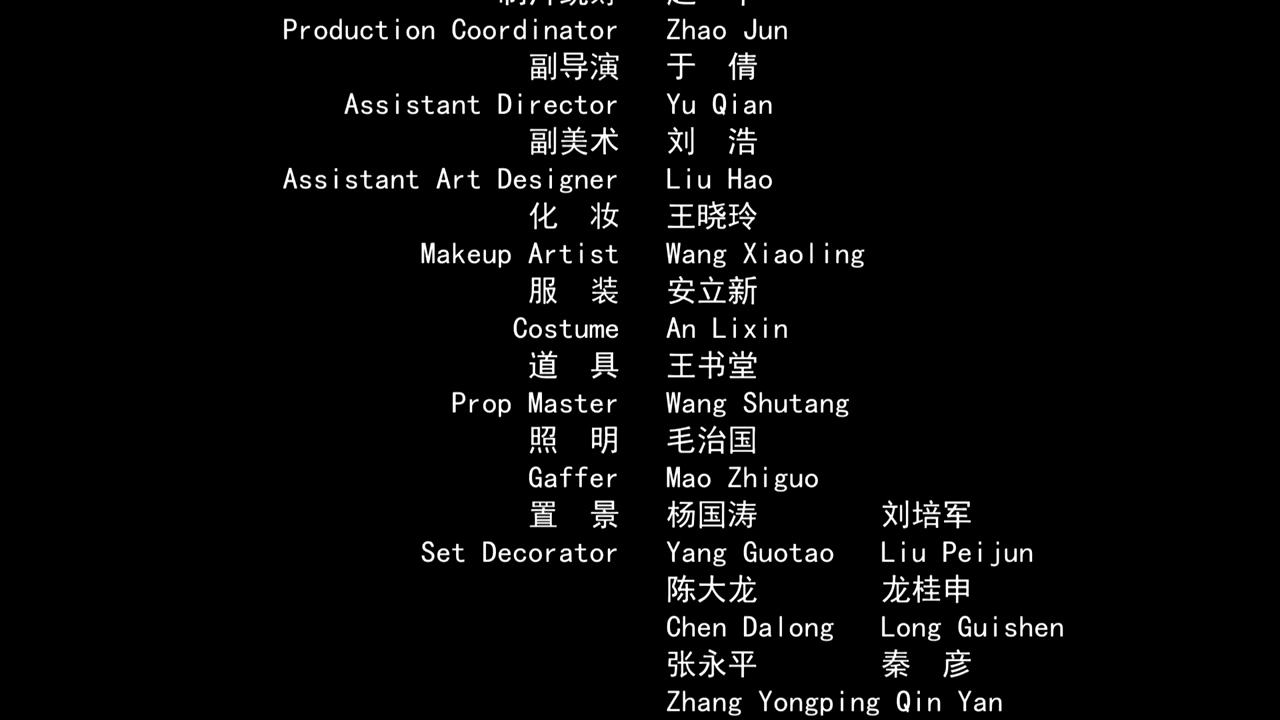 Production Coordinator Zhao Jun
副导演 于 倩
Assistant Director Yu Qian
副美术 刘 浩
Assistant Art Designer Liu Hao
化 妆 王晓玲
Makeup Artist Wang Xiaoling
服 装 安立新
Costume An Lixin
道 具 王书堂
Prop Master Wang Shutang
照 明 毛治国
Gaffer Mao Zhiguo
置 景 杨国涛 刘培军
Set Decorator Yang Guotao Liu Peijun
陈大龙 龙桂申
Chen Dalong Long Guishen
张永平 秦 彦
Zhang Yongping Qin Yan